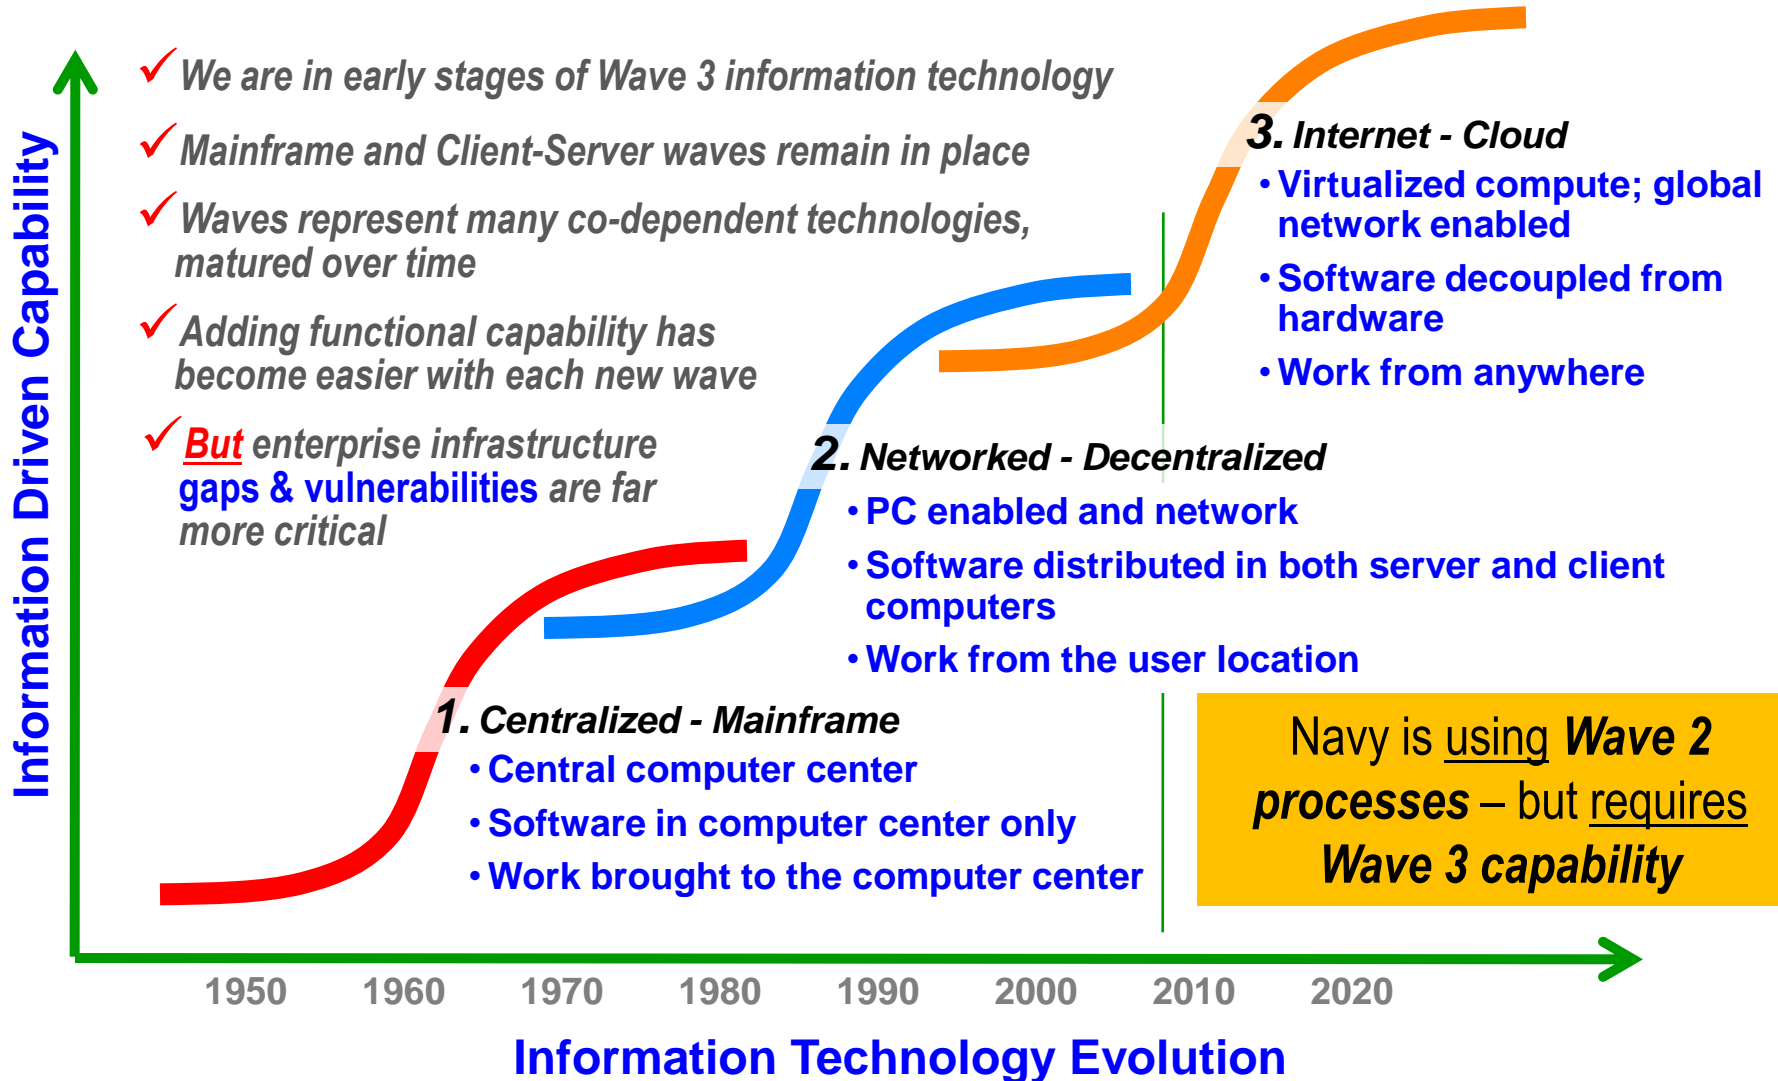 ✓ We are in early stages of Wave 3 information technology
✓ Mainframe and Client-Server waves remain in place
✓ Waves represent many co-dependent technologies,
matured over time
✓ Adding functional capability has
become easier with each new wave
✓ But enterprise infrastructure
gaps & vulnerabilities are far
more critical
3. Internet - Cloud
• Virtualized compute; global
network enabled
• Software decoupled from
hardware
• Work from anywhere
2. Networked - Decentralized
• PC enabled and network
• Software distributed in both server and client
computers
• Work from the user location
1. Centralized - Mainframe
• Central computer center
• Software in computer center only
• Work brought to the computer center
Navy is using Wave 2
processes – but requires
Wave 3 capability
Information Driven Capability
1950 1960 1970 1980 1990 2000 2010 2020
Information Technology Evolution